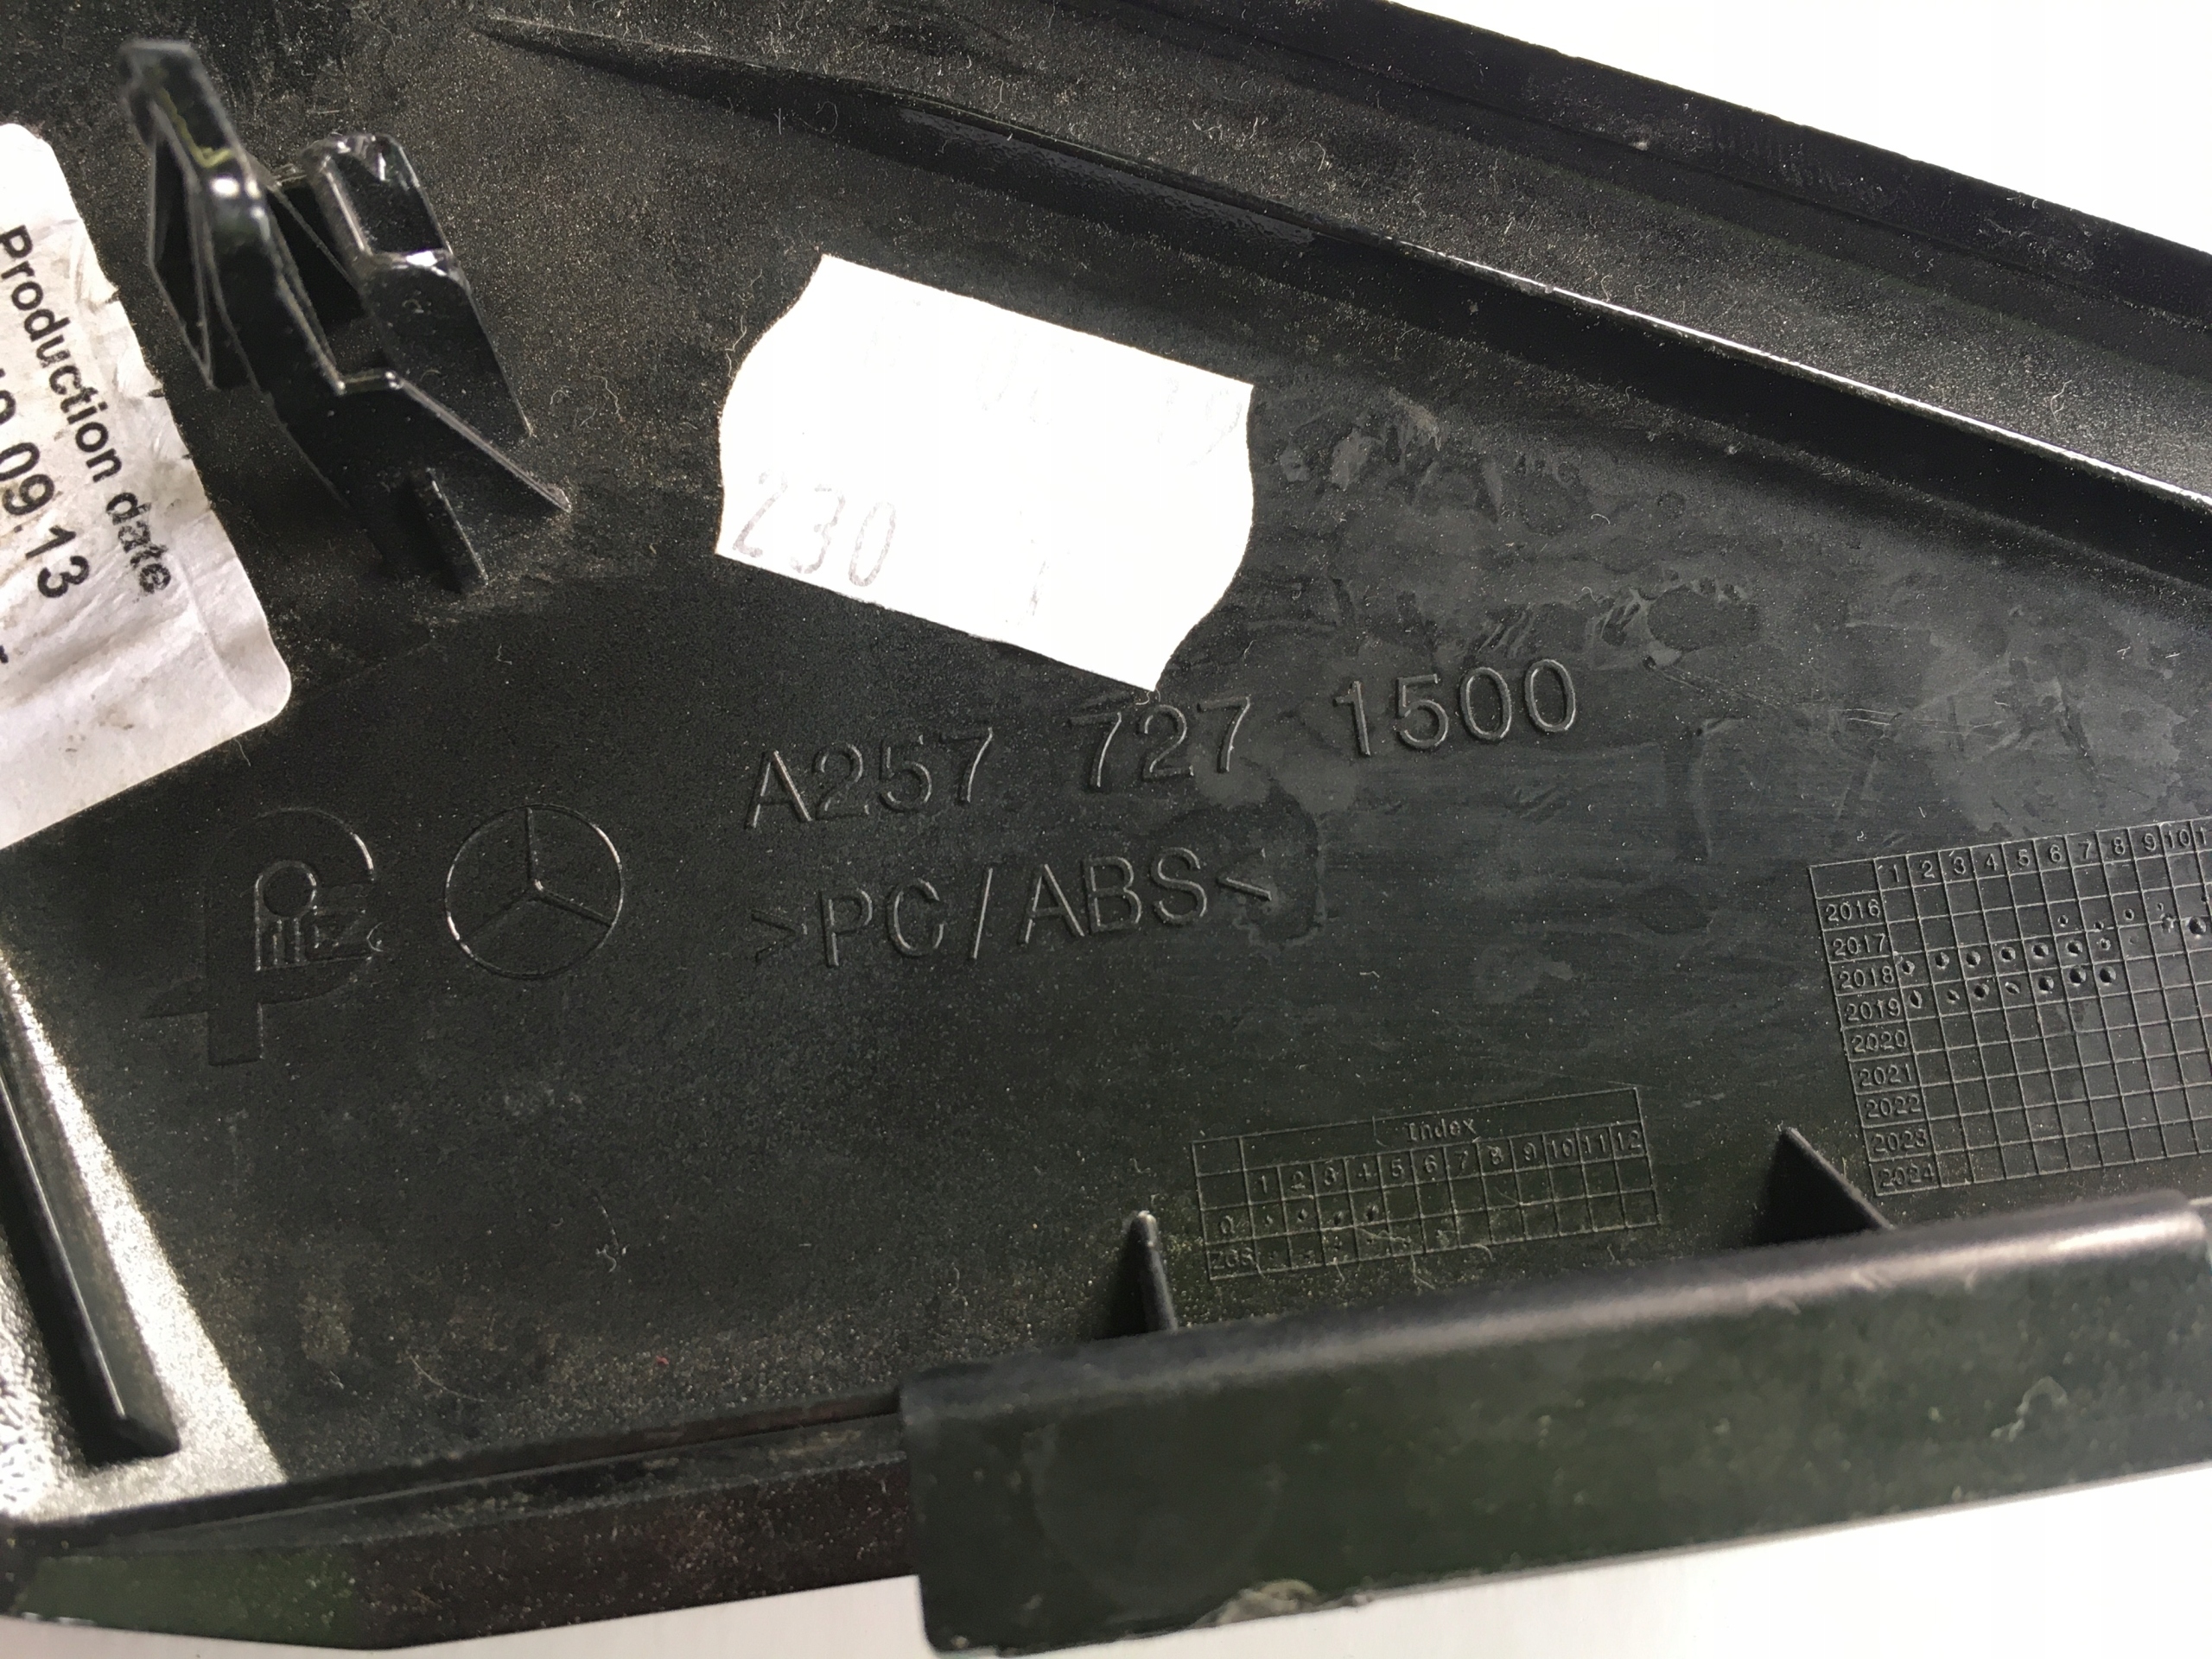 Production date
09.13
230
A257 727 1500
>PC/ABS<
1 2 3 4 5 6 7 8 9 10
2016
2017
2018
2019
2020
2021
2022
2023
2024
Index
1 2 3 4 5 6 7 8 9 10 11 12
Q
ZGS